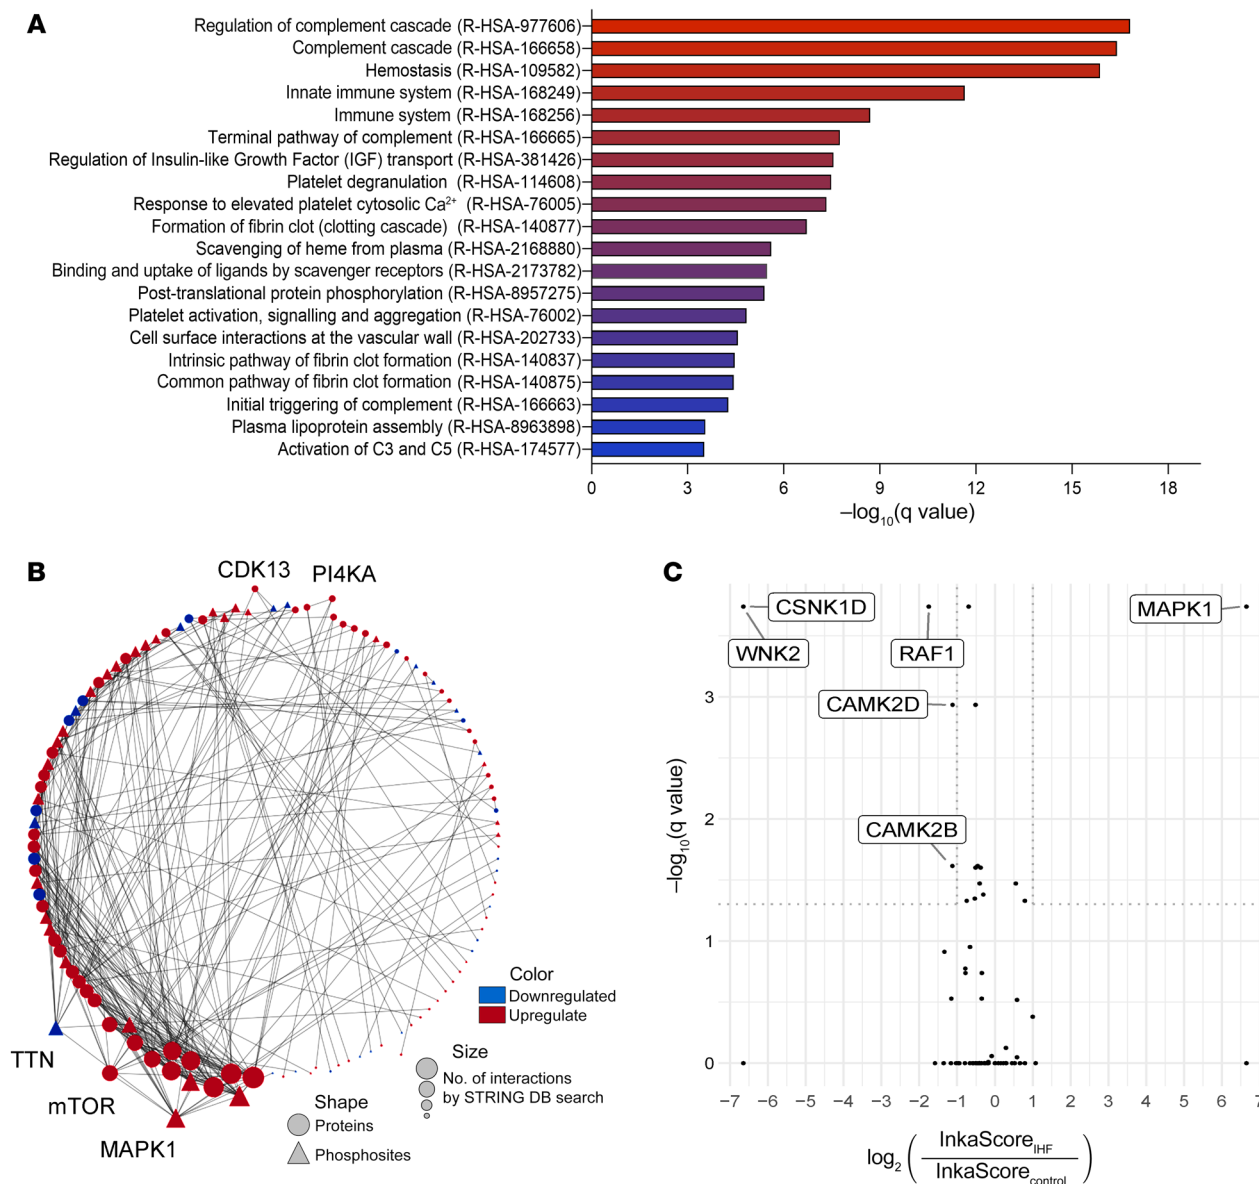 A
Regulation of complement cascade (R-HSA-977606)
Complement cascade (R-HSA-166658)
Hemostasis (R-HSA-109582)
Innate immune system (R-HSA-168249)
Immune system (R-HSA-168256)
Terminal pathway of complement (R-HSA-166665)
Regulation of Insulin-like Growth Factor (IGF) transport (R-HSA-381426)
Platelet degranulation (R-HSA-114608)
Response to elevated platelet cytosolic Ca²⁺ (R-HSA-76005)
Formation of fibrin clot (clotting cascade) (R-HSA-140877)
Scavenging of heme from plasma (R-HSA-2168880)
Binding and uptake of ligands by scavenger receptors (R-HSA-2173782)
Post-translational protein phosphorylation (R-HSA-8957275)
Platelet activation, signalling and aggregation (R-HSA-76002)
Cell surface interactions at the vascular wall (R-HSA-202733)
Intrinsic pathway of fibrin clot formation (R-HSA-140837)
Common pathway of fibrin clot formation (R-HSA-140875)
Initial triggering of complement (R-HSA-166663)
Plasma lipoprotein assembly (R-HSA-8963898)
Activation of C3 and C5 (R-HSA-174577)
0 3 6 9 12 15 18
–log₁₀(q value)
B
CDK13
PI4KA
TTN
mTOR
MAPK1
Color
Downregulated
Upregulate
Size
No. of interactions
by STRING DB search
Shape
Proteins
Phosphosites
C
CSNK1D
MAPK1
WNK2
RAF1
CAMK2D
CAMK2B
3
2
1
0
–log₁₀(q value)
−7 −6 −5 −4 −3 −2 −1 0 1 2 3 4 5 6 7
log₂ ( InkaScore_IHF / InkaScore_control )